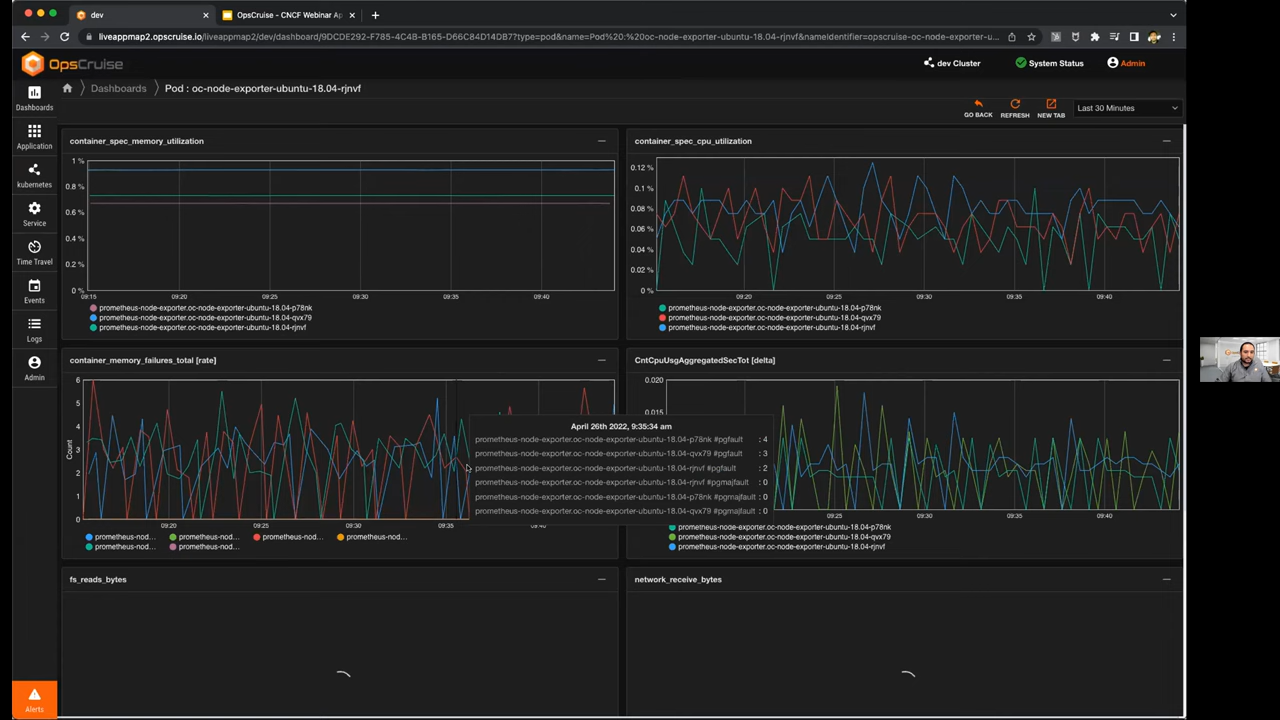 dev
OpsCruise - CNCF Webinar Ap
liveappmap2.opscruise.io/liveappmap2/dev/dashboard/9DCDE292-F785-4C4B-B165-D66C84D14DB7?type=pod&name=Pod%20:%20oc-node-exporter-ubuntu-18.04-rjnvf&nameIdentifier=opscruise-oc-node-exporter-u...
OpsCruise
dev Cluster
System Status
Admin
Dashboards
Pod : oc-node-exporter-ubuntu-18.04-rjnvf
GO BACK
REFRESH
NEW TAB
Last 30 Minutes
Dashboards
Application
kubernetes
Service
Time Travel
Events
Logs
Admin
Alerts
container_spec_memory_utilization
1 %
0.8 %
0.6 %
0.4 %
0.2 %
0 %
09:15
09:20
09:25
09:30
09:35
09:40
prometheus-node-exporter.oc-node-exporter-ubuntu-18.04-p78nk
prometheus-node-exporter.oc-node-exporter-ubuntu-18.04-qvx79
prometheus-node-exporter.oc-node-exporter-ubuntu-18.04-rjnvf
container_spec_cpu_utilization
0.12 %
0.1 %
0.08 %
0.06 %
0.04 %
0.02 %
0 %
09:20
09:25
09:30
09:35
09:40
prometheus-node-exporter.oc-node-exporter-ubuntu-18.04-p78nk
prometheus-node-exporter.oc-node-exporter-ubuntu-18.04-qvx79
prometheus-node-exporter.oc-node-exporter-ubuntu-18.04-rjnvf
container_memory_failures_total [rate]
Count
6
5
4
3
2
1
0
09:20
09:25
09:30
09:35
09:40
prometheus-nod...
prometheus-nod...
prometheus-nod...
prometheus-nod...
prometheus-nod...
prometheus-nod...
April 26th 2022, 9:35:34 am
prometheus-node-exporter.oc-node-exporter-ubuntu-18.04-p78nk #pgfault : 4
prometheus-node-exporter.oc-node-exporter-ubuntu-18.04-qvx79 #pgfault : 3
prometheus-node-exporter.oc-node-exporter-ubuntu-18.04-rjnvf #pgfault : 2
prometheus-node-exporter.oc-node-exporter-ubuntu-18.04-rjnvf #pgmajfault : 0
prometheus-node-exporter.oc-node-exporter-ubuntu-18.04-p78nk #pgmajfault : 0
prometheus-node-exporter.oc-node-exporter-ubuntu-18.04-qvx79 #pgmajfault : 0
CntCpuUsgAggregatedSecTot [delta]
0.020
0.015
09:25
09:30
09:35
09:40
prometheus-node-exporter.oc-node-exporter-ubuntu-18.04-p78nk
prometheus-node-exporter.oc-node-exporter-ubuntu-18.04-qvx79
prometheus-node-exporter.oc-node-exporter-ubuntu-18.04-rjnvf
fs_reads_bytes
network_receive_bytes